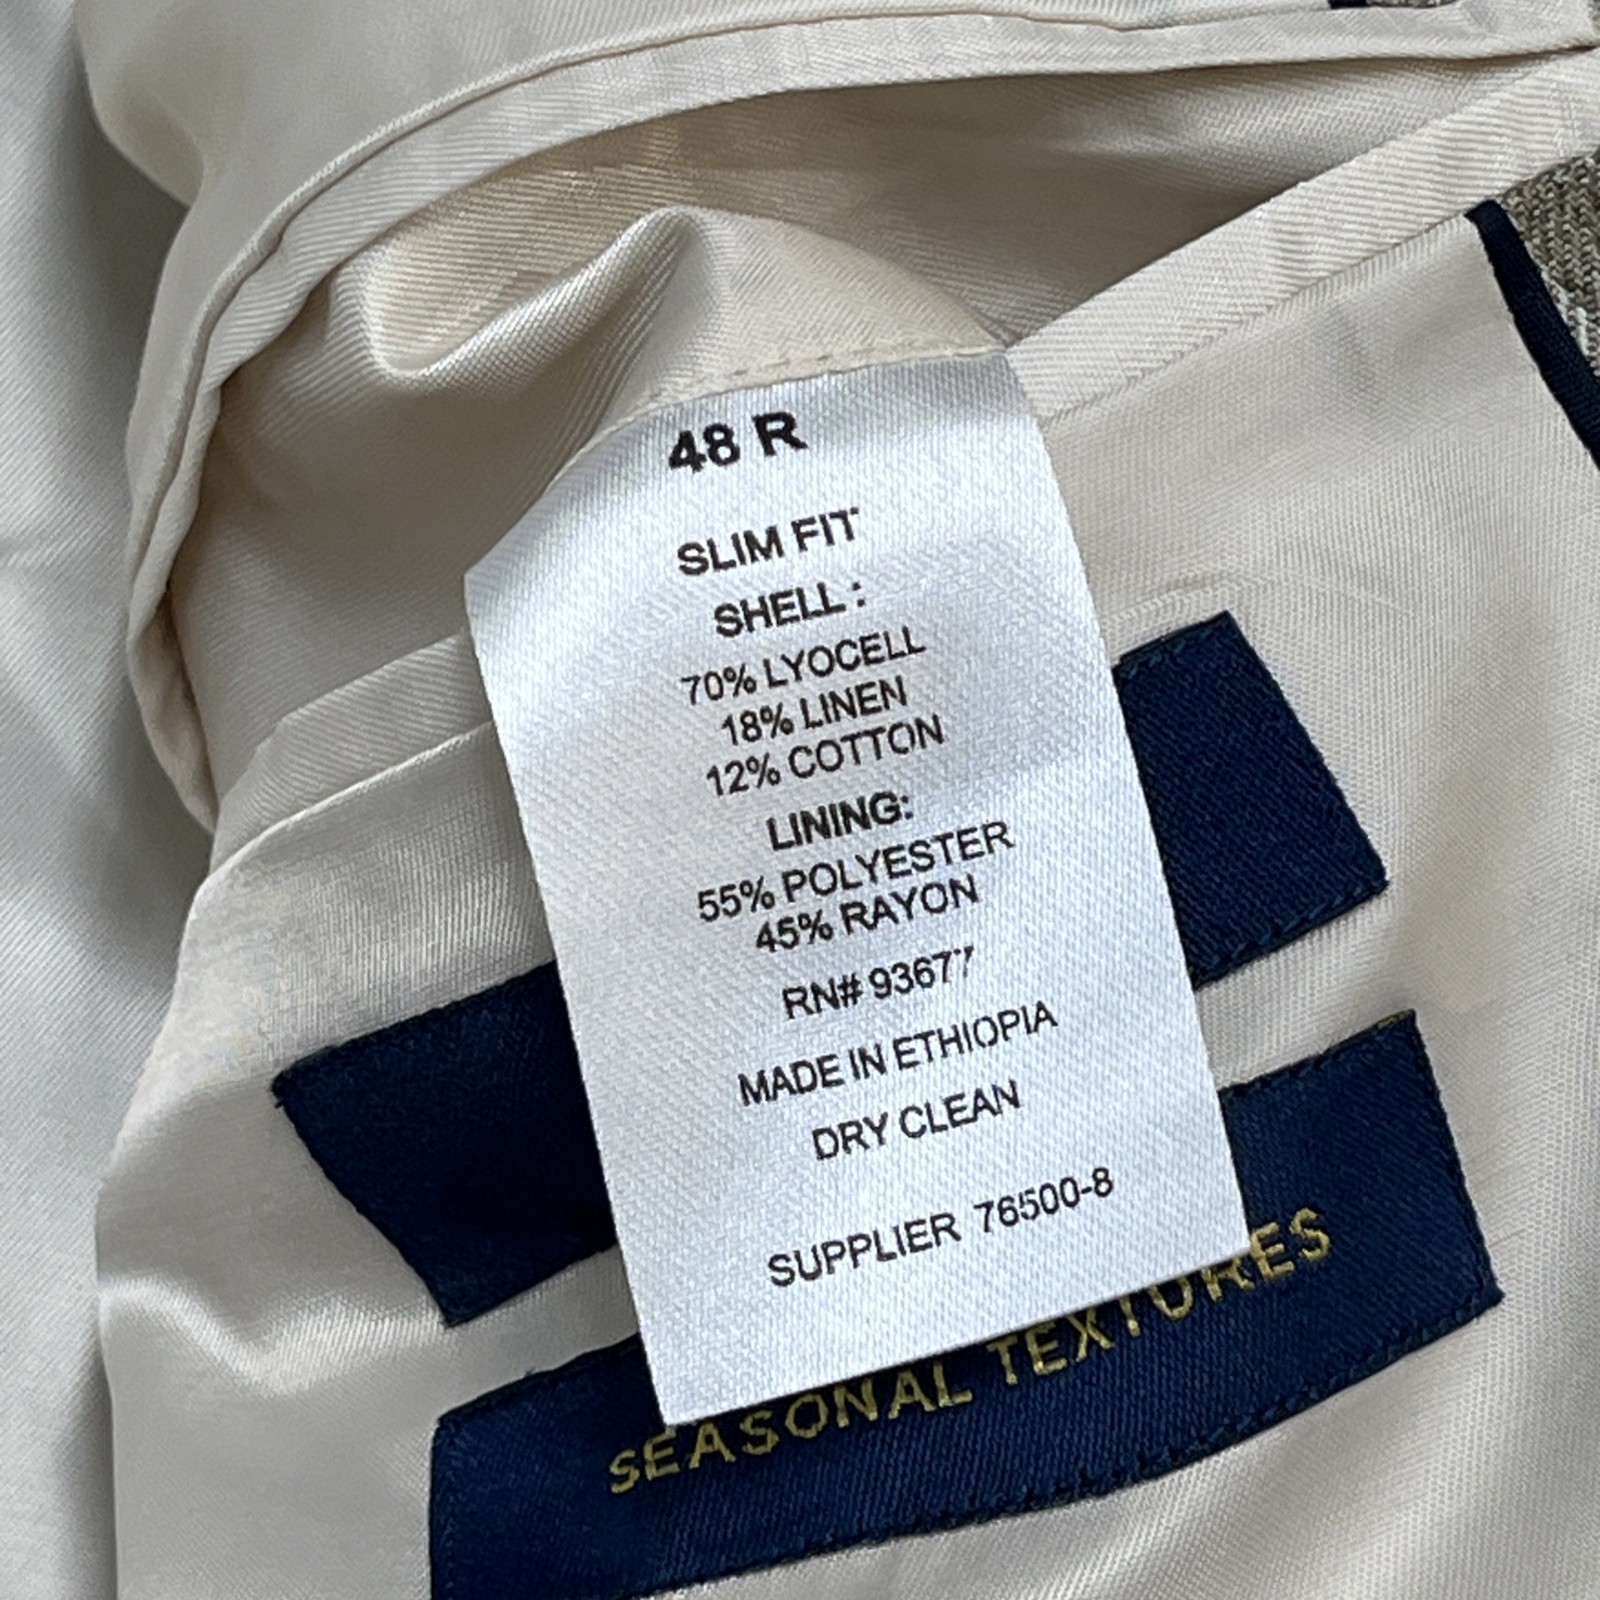 48 R
SLIM FIT
SHELL :
70% LYOCELL
18% LINEN
12% COTTON
LINING:
55% POLYESTER
45% RAYON
RN# 93677
MADE IN ETHIOPIA
DRY CLEAN
SUPPLIER 76500-8
SEASONAL TEXTURES